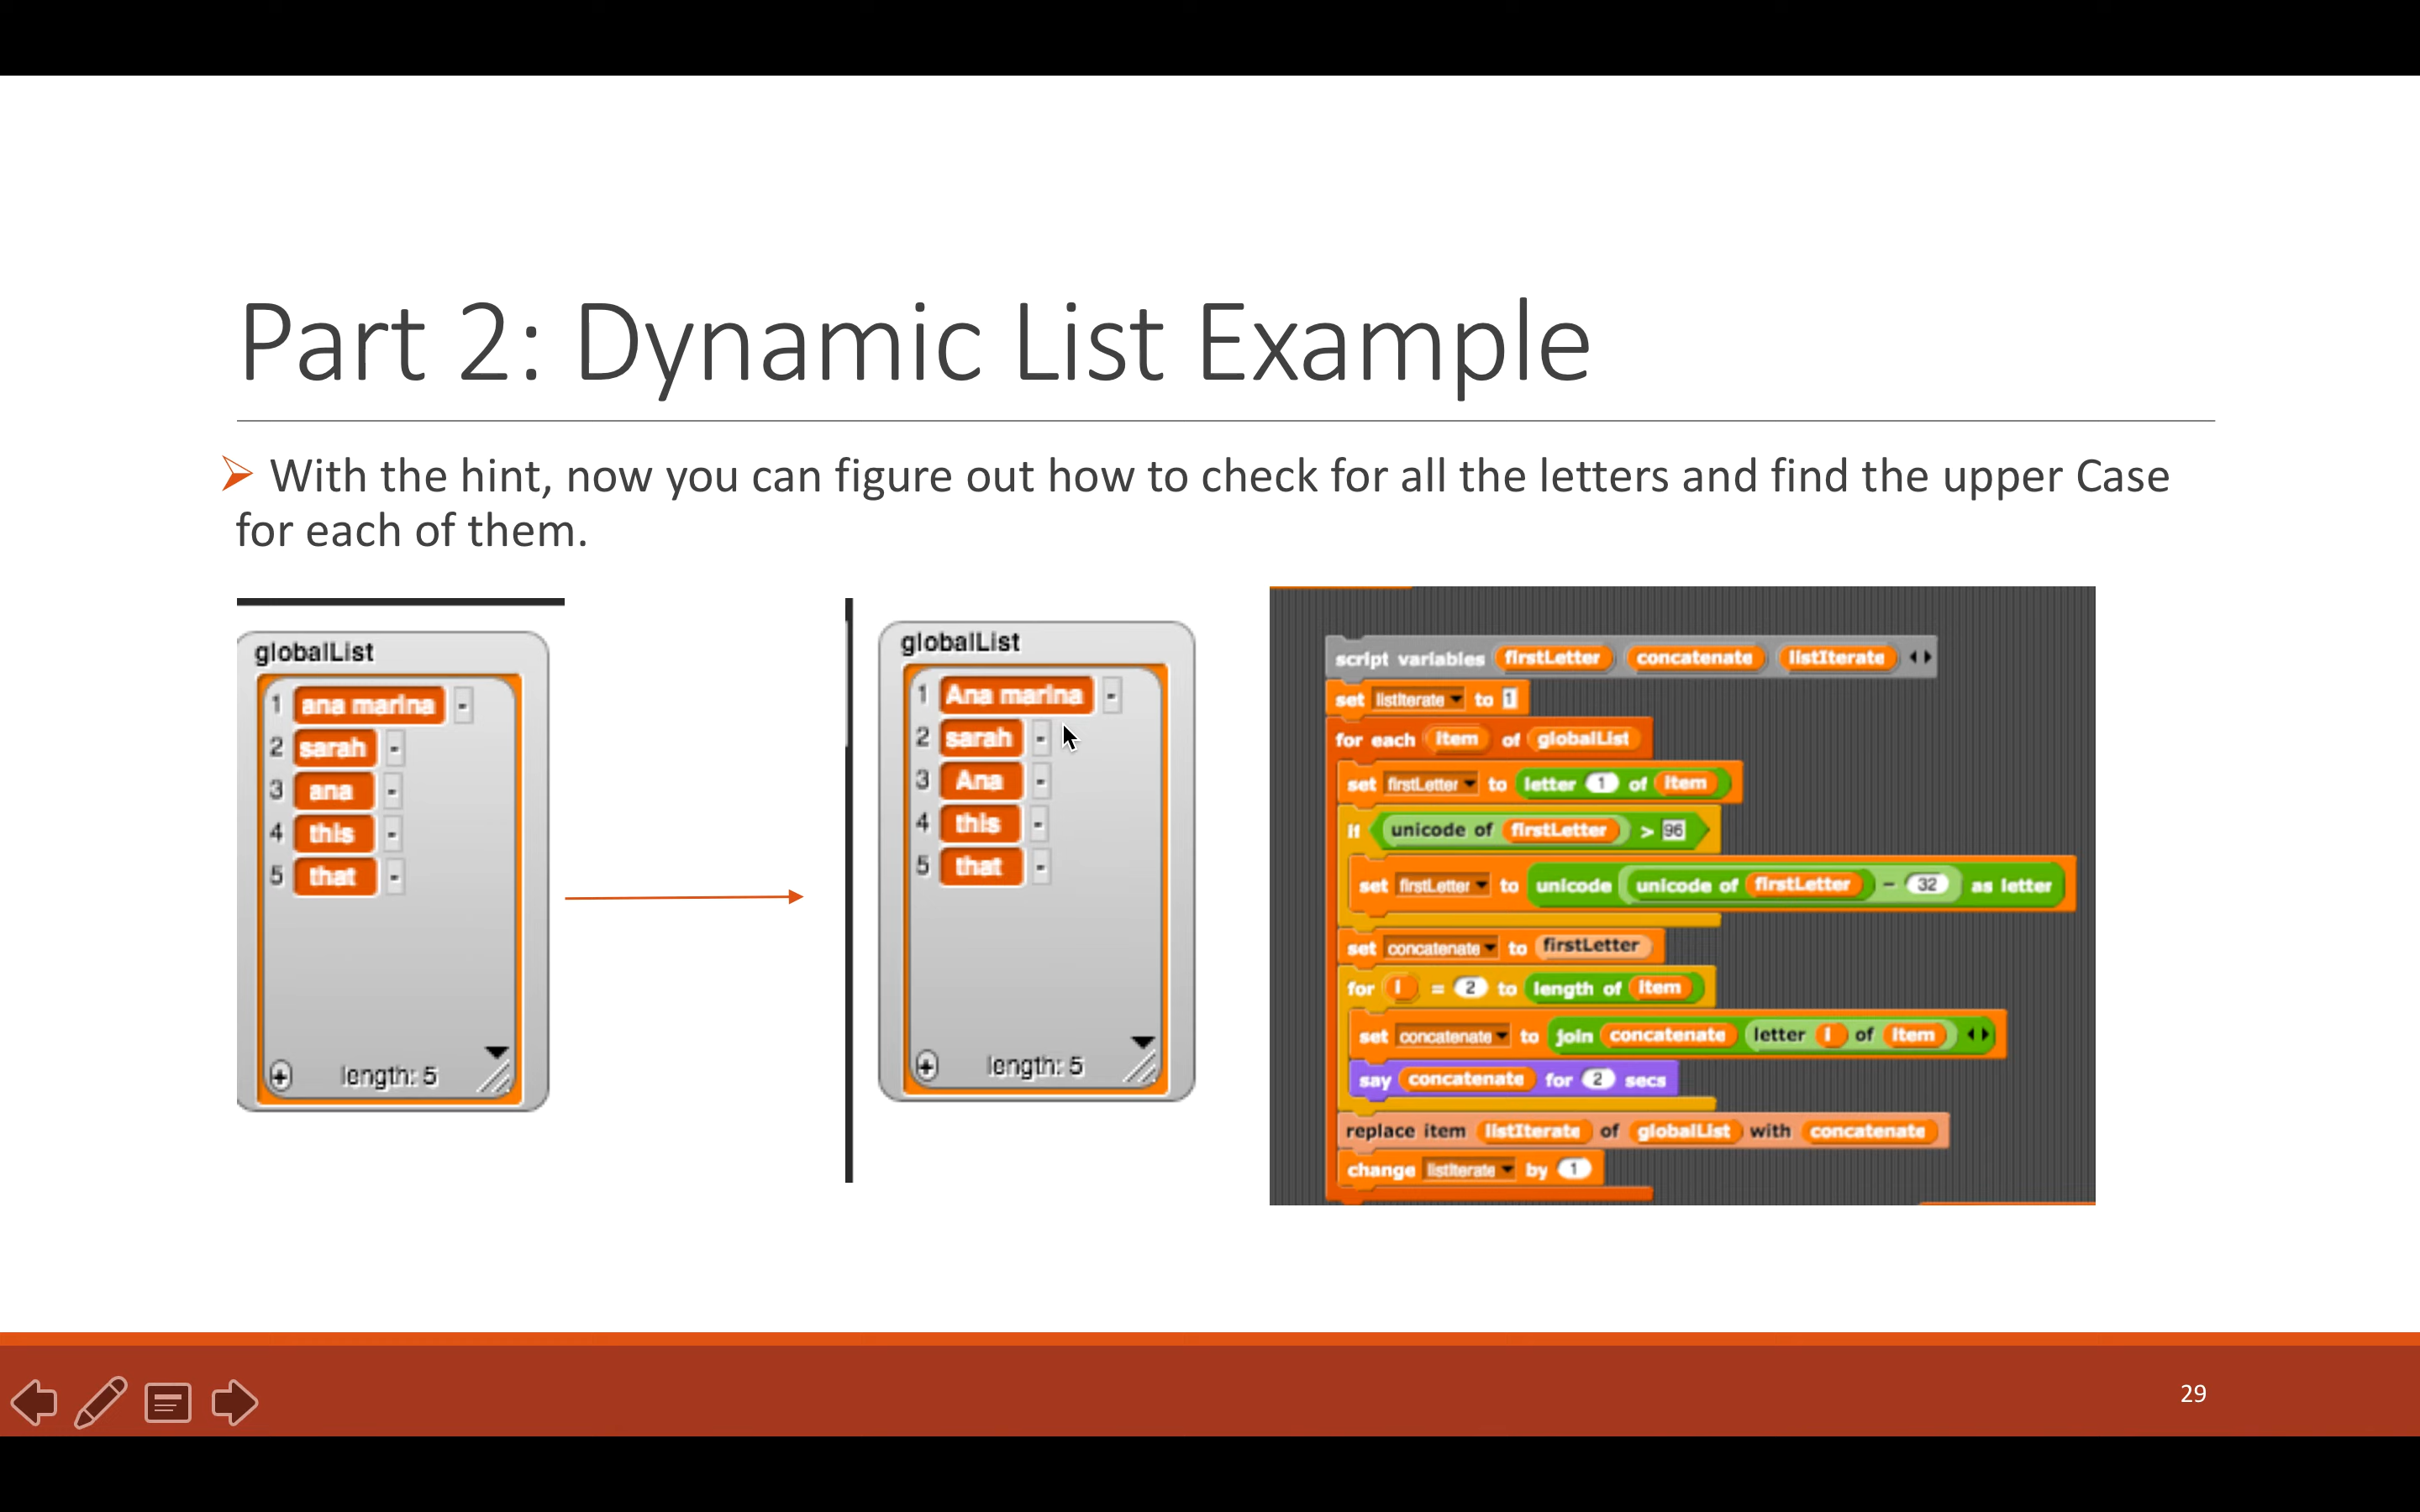 Part 2: Dynamic List Example
With the hint, now you can figure out how to check for all the letters and find the upper Case
for each of them.
globalList
1 ana marina -
2 sarah -
3 ana -
4 this -
5 that -
+ length: 5
globalList
1 Ana marina -
2 sarah -
3 Ana -
4 this -
5 that -
+ length: 5
script variables firstLetter concatenate listIterate
set listIterate to 1
for each item of globalList
set firstLetter to letter 1 of item
if unicode of firstLetter > 96
set firstLetter to unicode unicode of firstLetter - 32 as letter
set concatenate to firstLetter
for i = 2 to length of item
set concatenate to join concatenate letter i of item
say concatenate for 2 secs
replace item listIterate of globalList with concatenate
change listIterate by 1
29